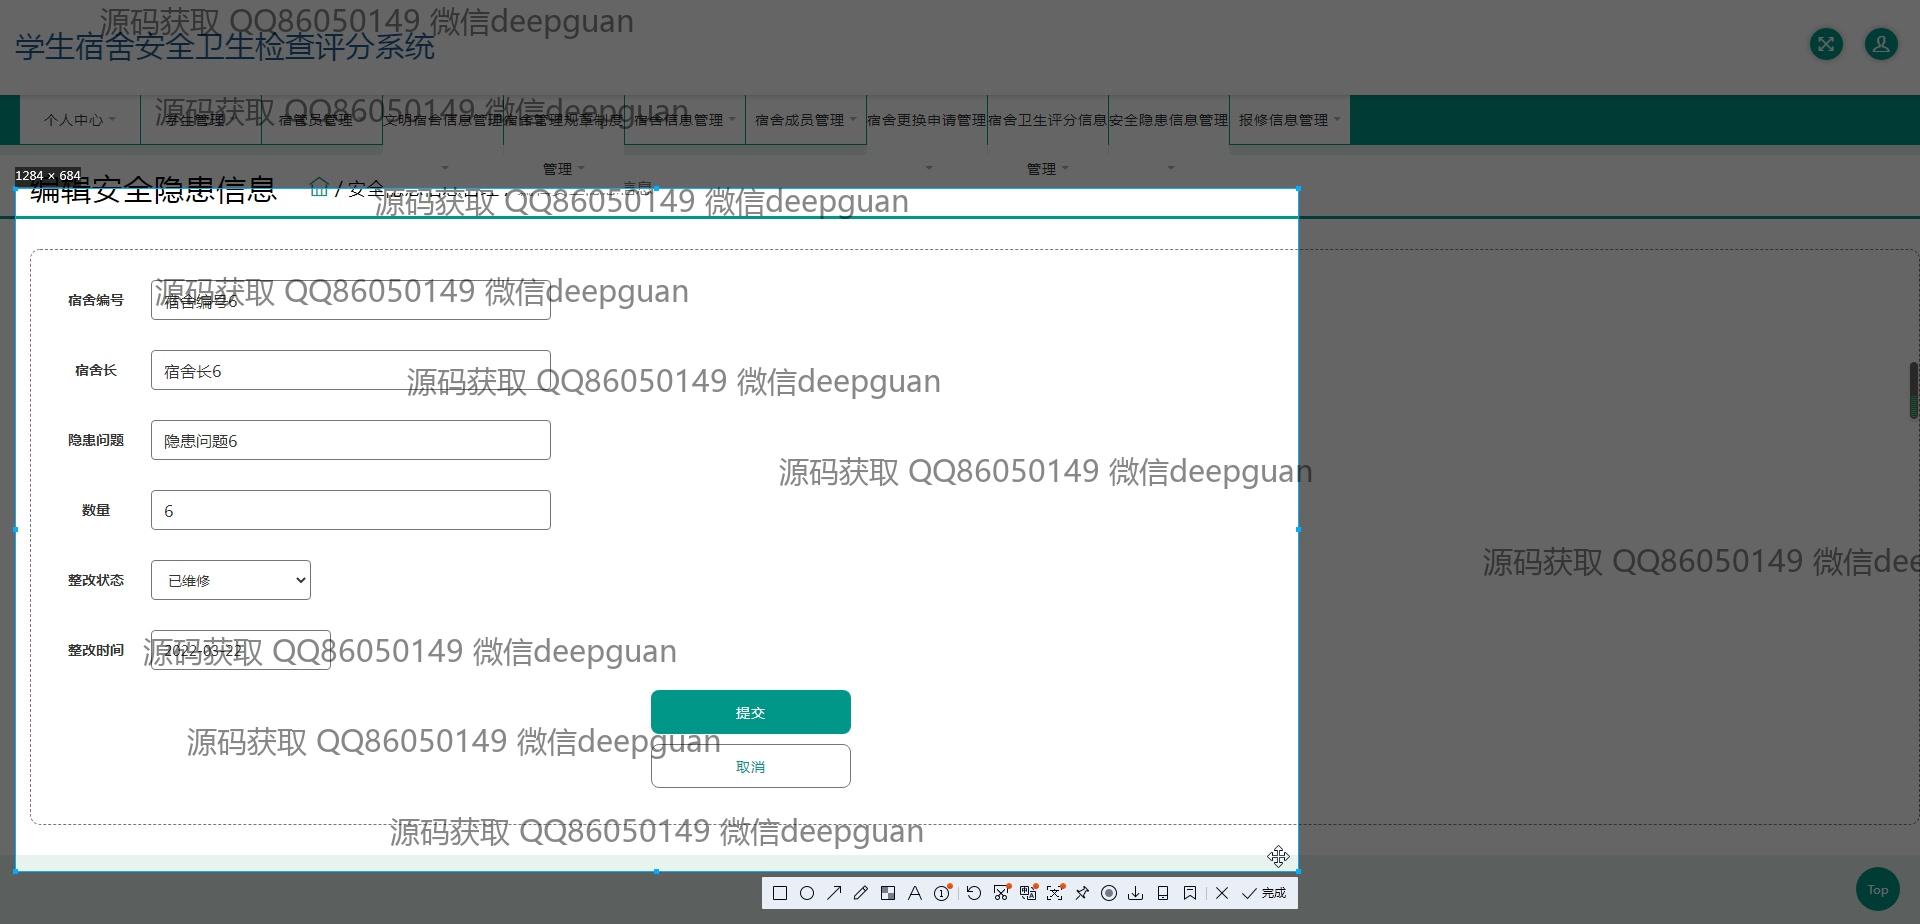 源码获取 QQ86050149 微信deepguan
学生宿舍安全卫生检查评分系统
源码获取 QQ86050149 微信deepguan
个人中心
学生管理
宿管员管理
文明宿舍信息管理
宿舍管理规章制度管理
宿舍信息管理
宿舍成员管理
宿舍更换申请管理
宿舍卫生评分信息管理
安全隐患信息管理
报修信息管理
1284 × 684
编辑安全隐患信息
/ 安全
信息
源码获取 QQ86050149 微信deepguan
源码获取 QQ86050149 微信deepguan
宿舍编号
宿舍编号6
宿舍长
宿舍长6
源码获取 QQ86050149 微信deepguan
隐患问题
隐患问题6
源码获取 QQ86050149 微信deepguan
数量
6
源码获取 QQ86050149 微信dee
整改状态
已维修
整改时间
2022-03-22
源码获取 QQ86050149 微信deepguan
提交
源码获取 QQ86050149 微信deepguan
取消
源码获取 QQ86050149 微信deepguan
完成
Top